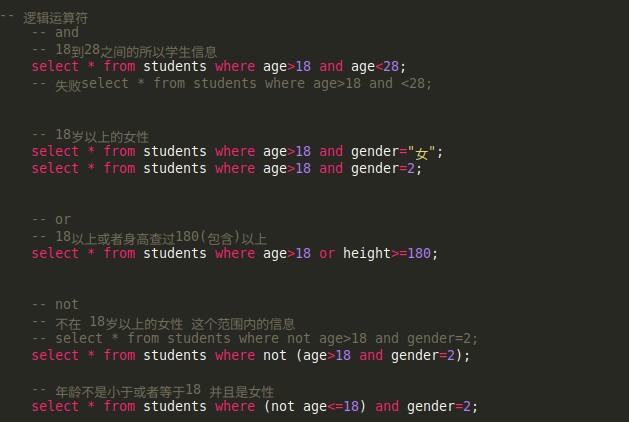 -- 逻辑运算符
-- and
-- 18到28之间的所以学生信息
select * from students where age>18 and age<28;
-- 失败select * from students where age>18 and <28;
-- 18岁以上的女性
select * from students where age>18 and gender="女";
select * from students where age>18 and gender=2;
-- or
-- 18以上或者身高查过180(包含)以上
select * from students where age>18 or height>=180;
-- not
-- 不在 18岁以上的女性 这个范围内的信息
-- select * from students where not age>18 and gender=2;
select * from students where not (age>18 and gender=2);
-- 年龄不是小于或者等于18 并且是女性
select * from students where (not age<=18) and gender=2;